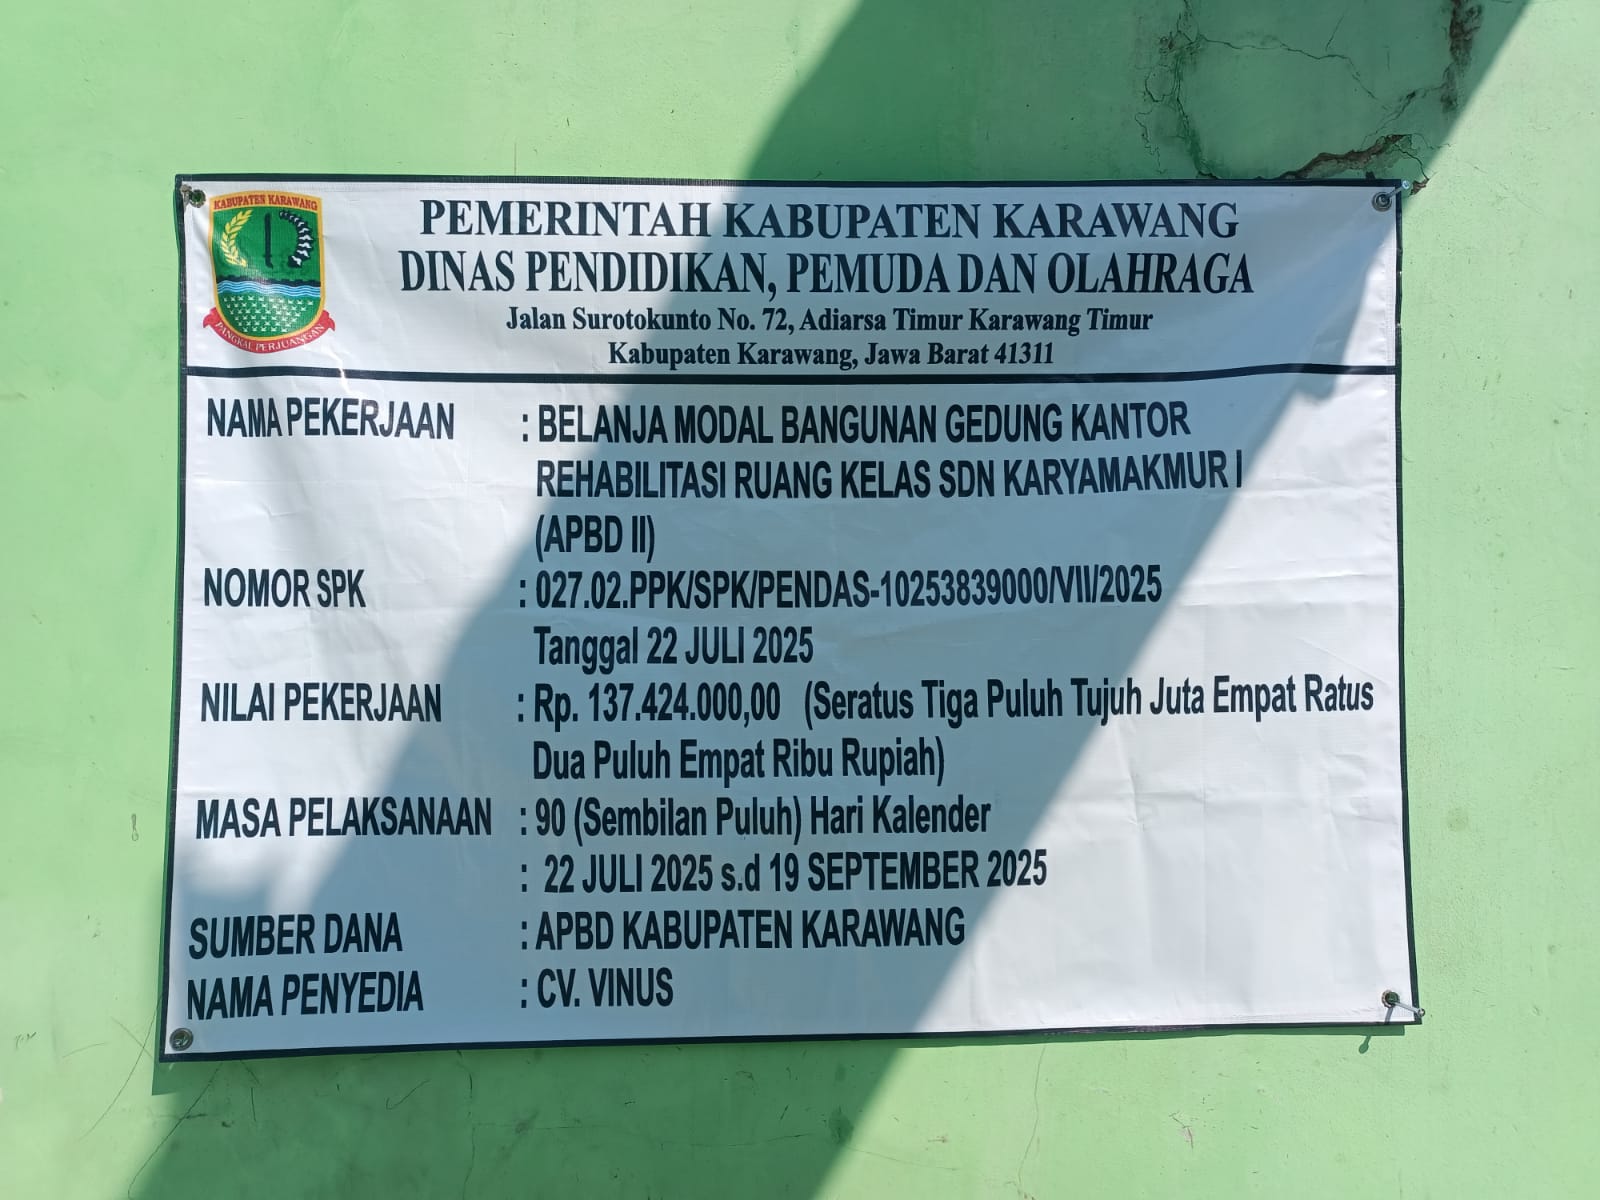 KABUPATEN KARAWANG
PANGKAL PERJUANGAN
PEMERINTAH KABUPATEN KARAWANG
DINAS PENDIDIKAN, PEMUDA DAN OLAHRAGA
Jalan Surotokunto No. 72, Adiarsa Timur Karawang Timur
Kabupaten Karawang, Jawa Barat 41311
NAMA PEKERJAAN : BELANJA MODAL BANGUNAN GEDUNG KANTOR
REHABILITASI RUANG KELAS SDN KARYAMAKMUR I
(APBD II)
NOMOR SPK : 027.02.PPK/SPK/PENDAS-10253839000/VII/2025
Tanggal 22 JULI 2025
NILAI PEKERJAAN : Rp. 137.424.000,00 (Seratus Tiga Puluh Tujuh Juta Empat Ratus
Dua Puluh Empat Ribu Rupiah)
MASA PELAKSANAAN : 90 (Sembilan Puluh) Hari Kalender
: 22 JULI 2025 s.d 19 SEPTEMBER 2025
SUMBER DANA : APBD KABUPATEN KARAWANG
NAMA PENYEDIA : CV. VINUS